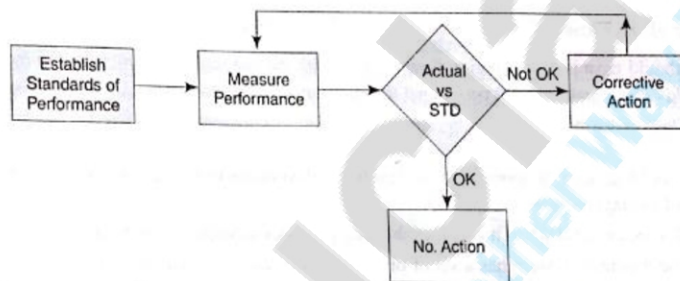 Establish
Standards of
Performance
Measure
Performance
Actual
vs
STD
Not OK
Corrective
Action
OK
No. Action